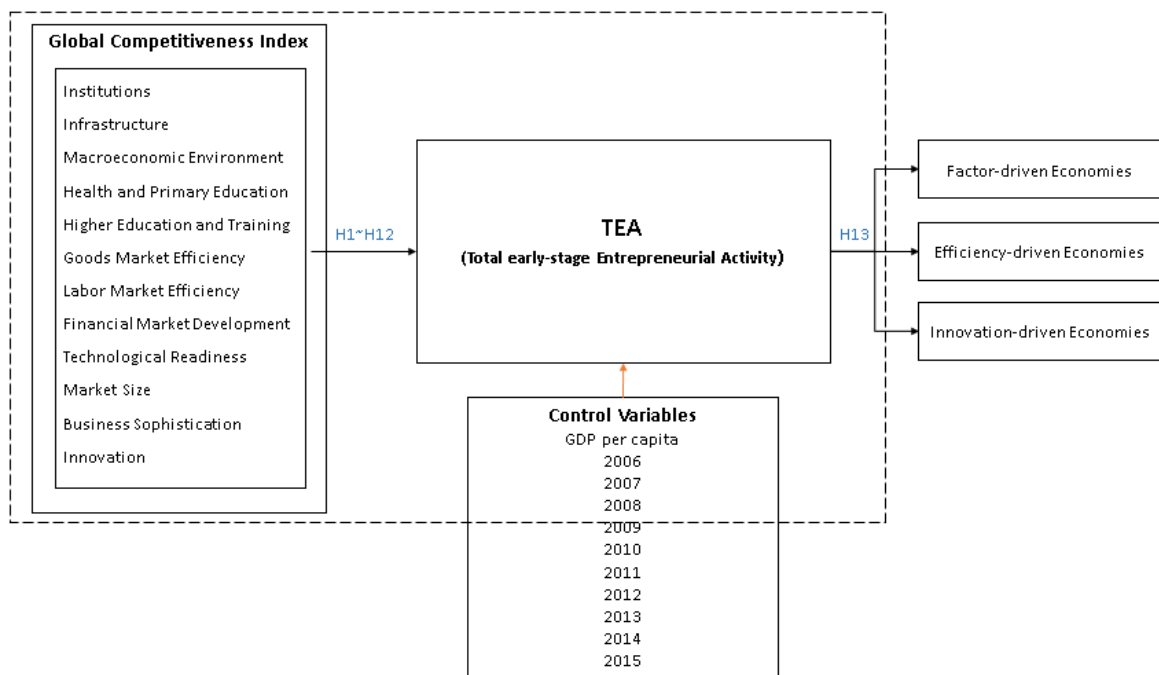 Global Competitiveness Index
Institutions
Infrastructure
Macroeconomic Environment
Health and Primary Education
Higher Education and Training
Goods Market Efficiency
Labor Market Efficiency
Financial Market Development
Technological Readiness
Market Size
Business Sophistication
Innovation
H1~H12
TEA
(Total early-stage Entrepreneurial Activity)
H13
Factor-driven Economies
Efficiency-driven Economies
Innovation-driven Economies
Control Variables
GDP per capita
2006
2007
2008
2009
2010
2011
2012
2013
2014
2015